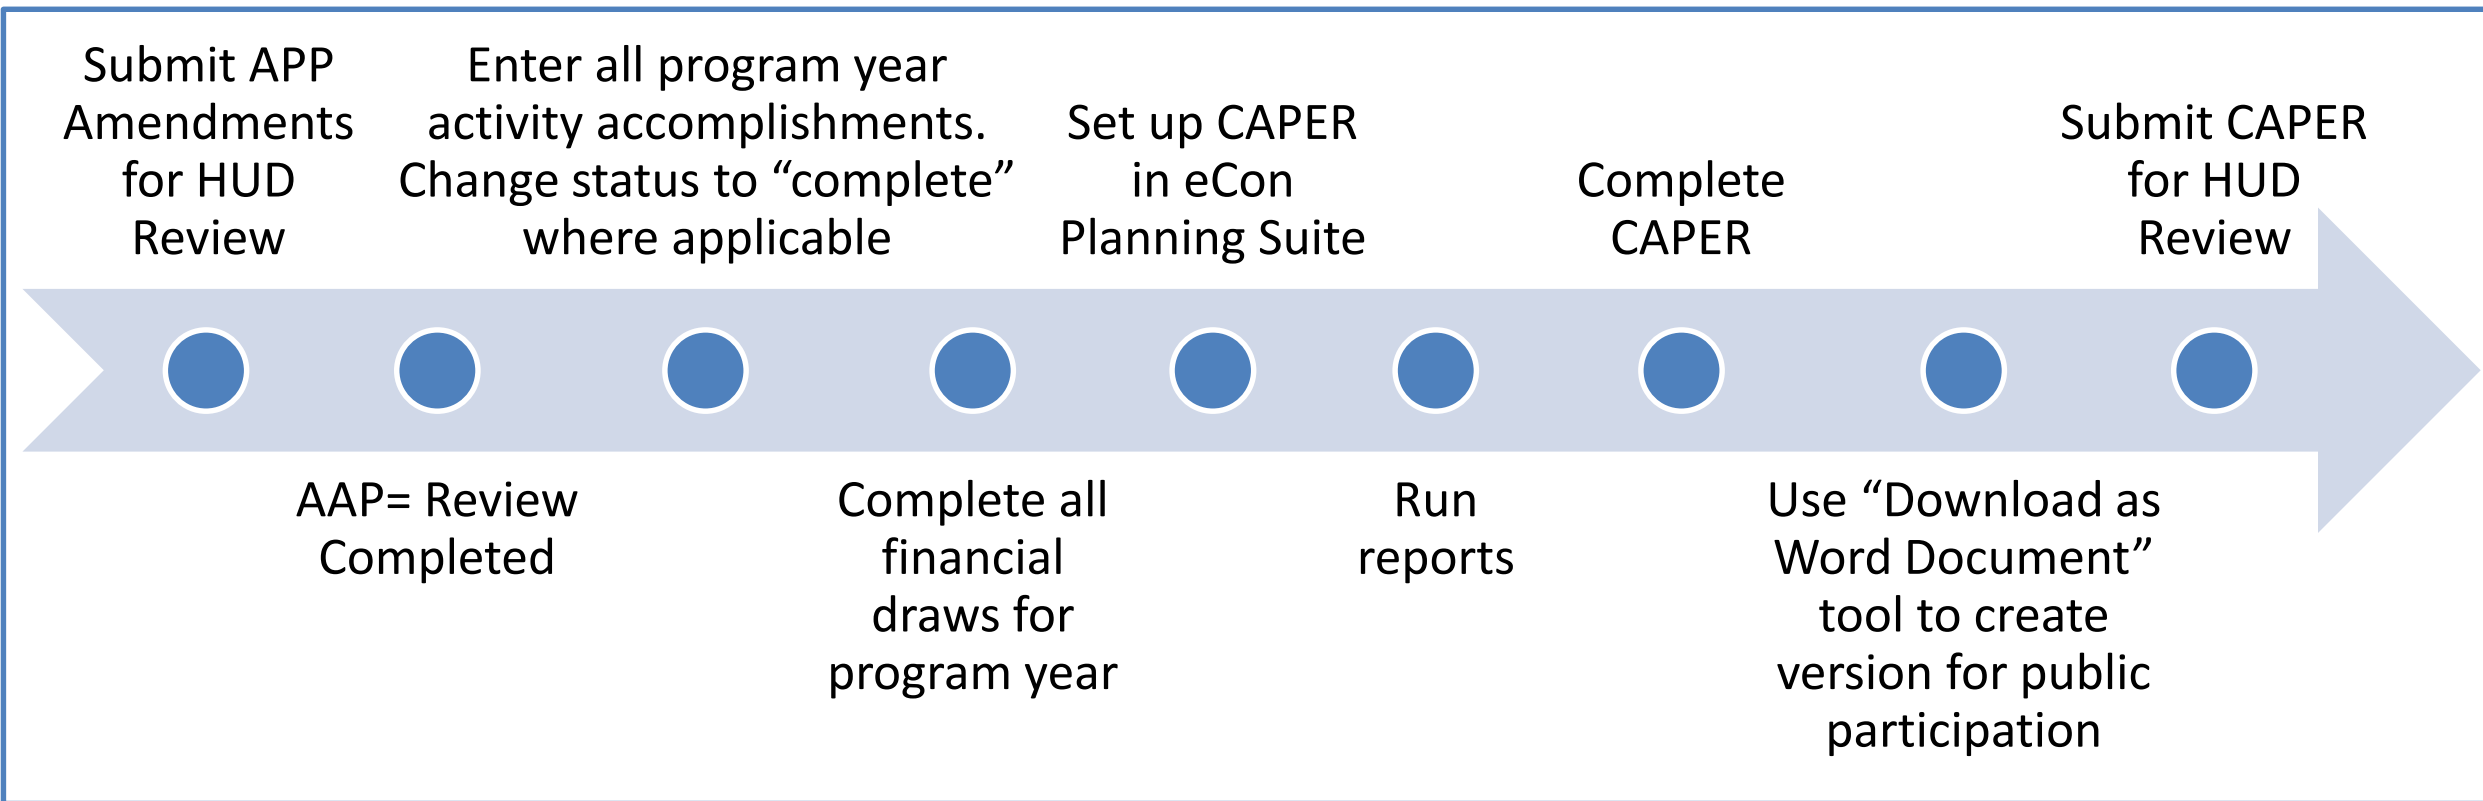 Submit APP
Amendments
for HUD
Review
AAP= Review
Completed
Enter all program year
activity accomplishments.
Change status to “complete”
where applicable
Complete all
financial
draws for
program year
Set up CAPER
in eCon
Planning Suite
Run
reports
Complete
CAPER
Use “Download as
Word Document”
tool to create
version for public
participation
Submit CAPER
for HUD
Review